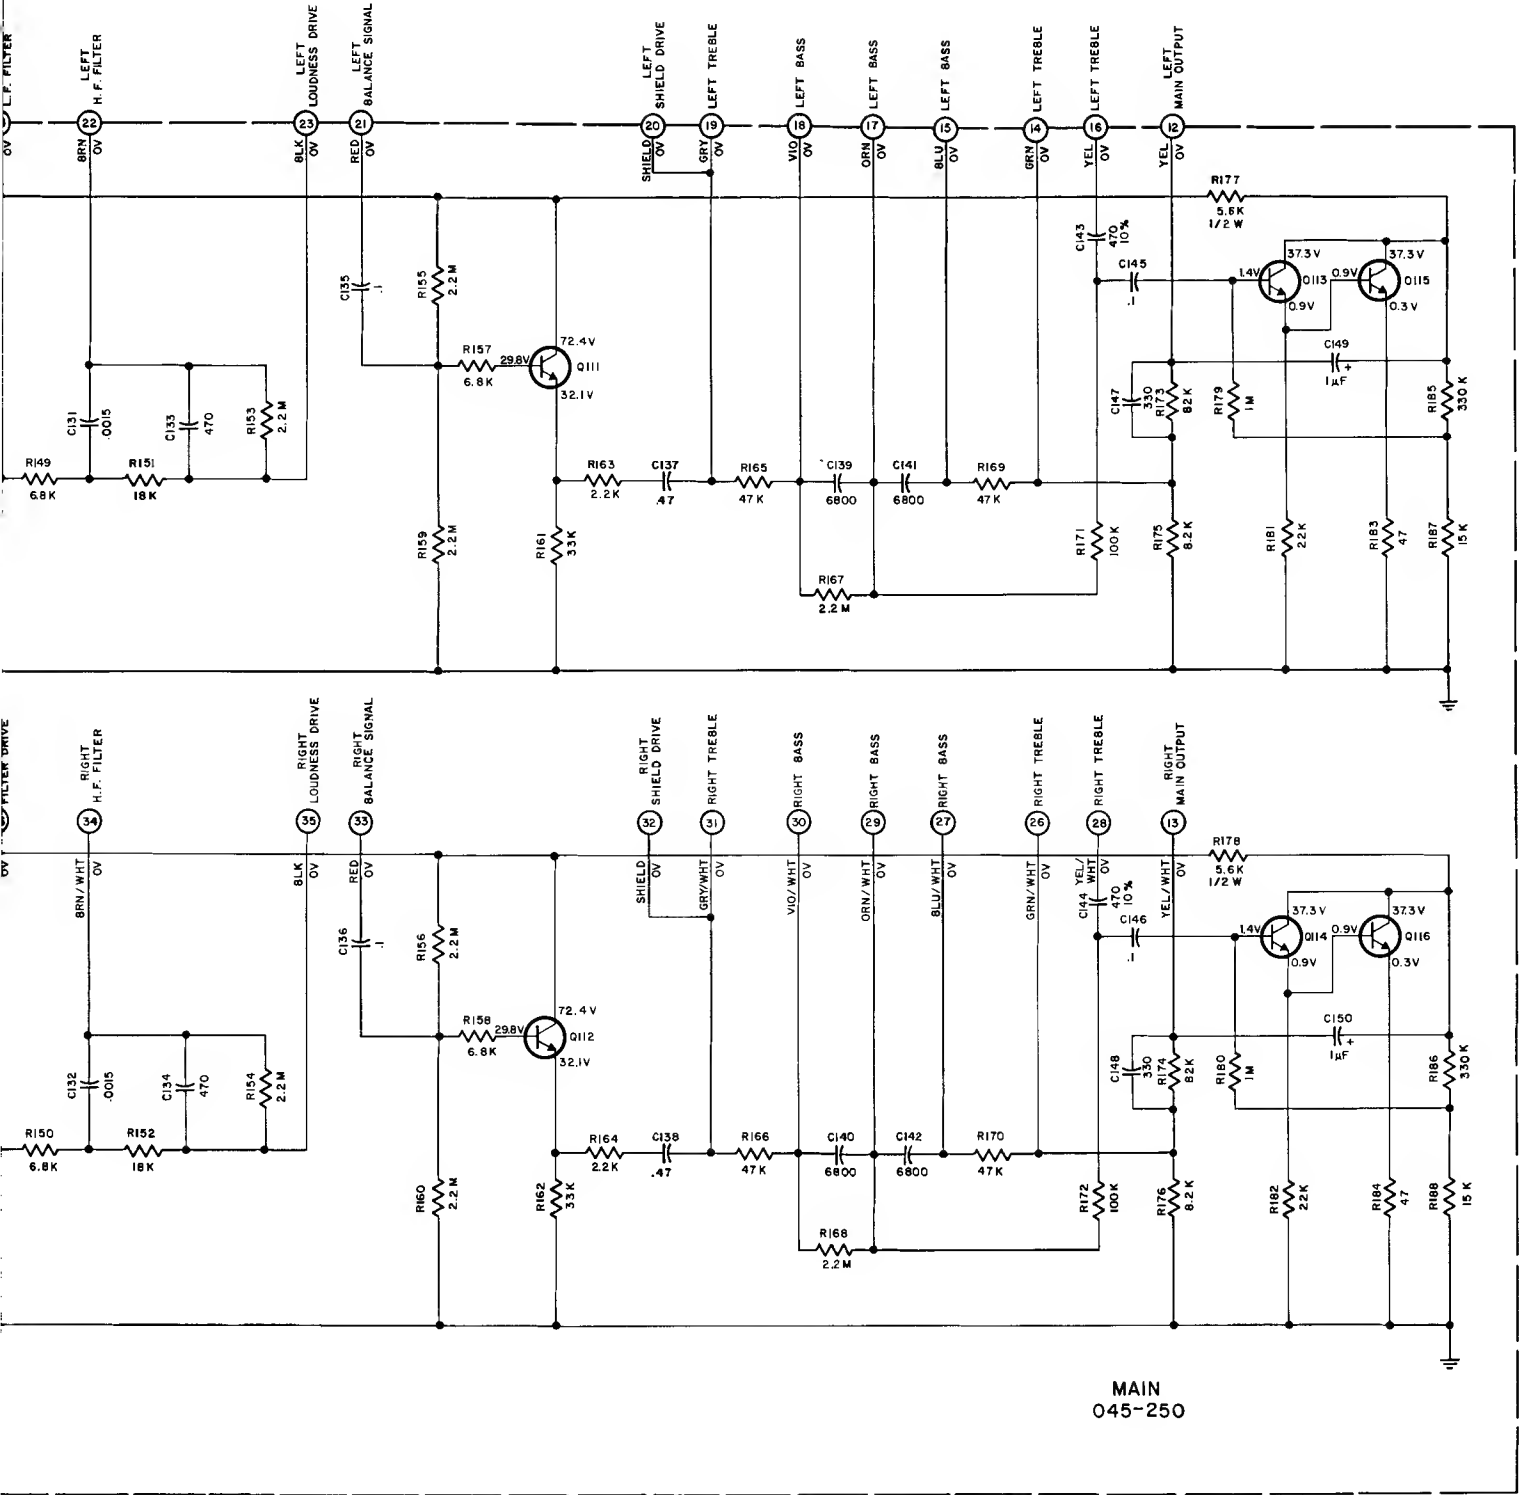 L.F. FILTER
LEFT
H.F. FILTER
LEFT
LOUDNESS DRIVE
LEFT
BALANCE SIGNAL
LEFT
SHIELD DRIVE
LEFT TREBLE
LEFT BASS
LEFT BASS
LEFT BASS
LEFT TREBLE
LEFT TREBLE
LEFT
MAIN OUTPUT
22
23
21
20
19
18
17
15
14
16
12
0V
BRN
0V
BLK
0V
RED
0V
SHIELD
0V
GRY
0V
VIO
0V
ORN
0V
BLU
0V
GRN
0V
YEL
0V
YEL
0V
R177
5.6K
1/2 W
C143
470
10%
C145
.1
37.3V
1.4V
Q113
0.9V
37.3V
0.9V
Q115
0.3V
C135
.1
R155
2.2M
R157
6.8K
29.8V
72.4V
Q111
32.1V
C149
+
1µF
C147
330
R173
82K
R179
1M
R185
330K
C131
.0015
C133
470
R153
2.2M
R149
6.8K
R151
18K
R163
2.2K
C137
.47
R165
47K
C139
6800
C141
6800
R169
47K
R159
2.2M
R161
33K
R171
100K
R175
8.2K
R181
22K
R183
47
R187
15K
R167
2.2M
FILTER DRIVE
RIGHT
H.F. FILTER
RIGHT
LOUDNESS DRIVE
RIGHT
BALANCE SIGNAL
RIGHT
SHIELD DRIVE
RIGHT TREBLE
RIGHT BASS
RIGHT BASS
RIGHT BASS
RIGHT TREBLE
RIGHT TREBLE
RIGHT
MAIN OUTPUT
34
35
33
32
31
30
29
27
26
28
13
0V
BRN/WHT
0V
BLK
0V
RED
0V
SHIELD
0V
GRY/WHT
0V
VIO/WHT
0V
ORN/WHT
0V
BLU/WHT
0V
GRN/WHT
0V
YEL/
WHT
0V
YEL/WHT
0V
R178
5.6K
1/2 W
C144
470
10%
C146
.1
37.3V
1.4V
Q114
0.9V
37.3V
0.9V
Q116
0.3V
C136
.1
R156
2.2M
R158
6.8K
29.8V
72.4V
Q112
32.1V
C150
+
1µF
C148
330
R174
82K
R180
1M
R186
330K
C132
.0015
C134
470
R154
2.2M
R150
6.8K
R152
18K
R164
2.2K
C138
.47
R166
47K
C140
6800
C142
6800
R170
47K
R160
2.2M
R162
33K
R172
100K
R176
8.2K
R182
22K
R184
47
R188
15K
R168
2.2M
MAIN
045-250